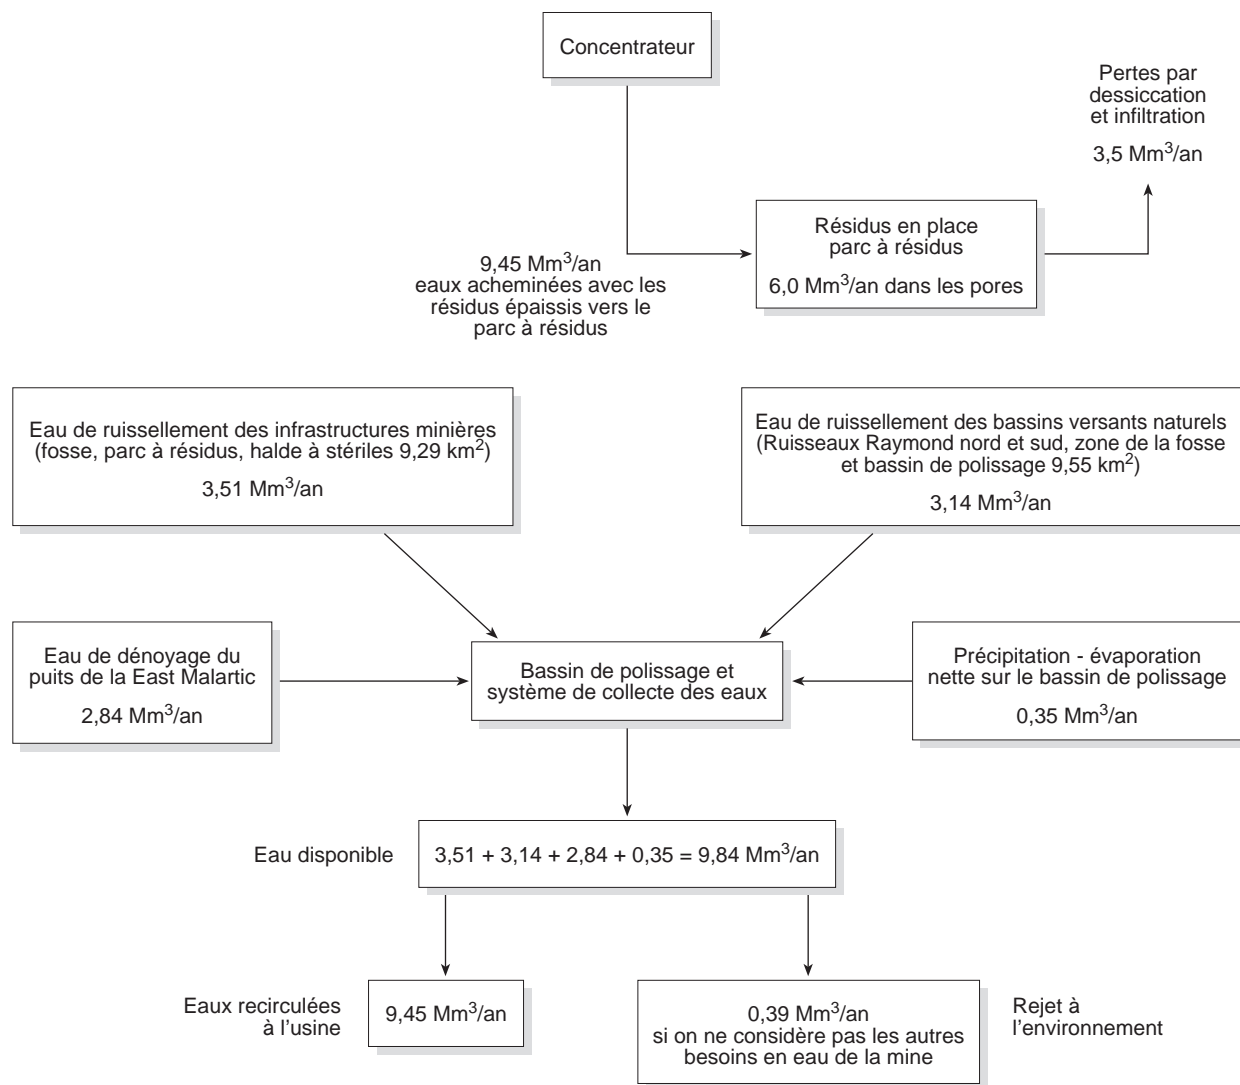 Concentrateur
Pertes par
dessiccation
et infiltration
3,5 Mm³/an
Résidus en place
parc à résidus
6,0 Mm³/an dans les pores
9,45 Mm³/an
eaux acheminées avec les
résidus épaissis vers le
parc à résidus
Eau de ruissellement des infrastructures minières
(fosse, parc à résidus, halde à stériles 9,29 km²)
3,51 Mm³/an
Eau de ruissellement des bassins versants naturels
(Ruisseaux Raymond nord et sud, zone de la fosse
et bassin de polissage 9,55 km²)
3,14 Mm³/an
Eau de dénoyage du
puits de la East Malartic
2,84 Mm³/an
Bassin de polissage et
système de collecte des eaux
Précipitation - évaporation
nette sur le bassin de polissage
0,35 Mm³/an
Eau disponible
3,51 + 3,14 + 2,84 + 0,35 = 9,84 Mm³/an
Eaux recirculées
à l’usine
9,45 Mm³/an
0,39 Mm³/an
si on ne considère pas les autres
besoins en eau de la mine
Rejet à
l’environnement